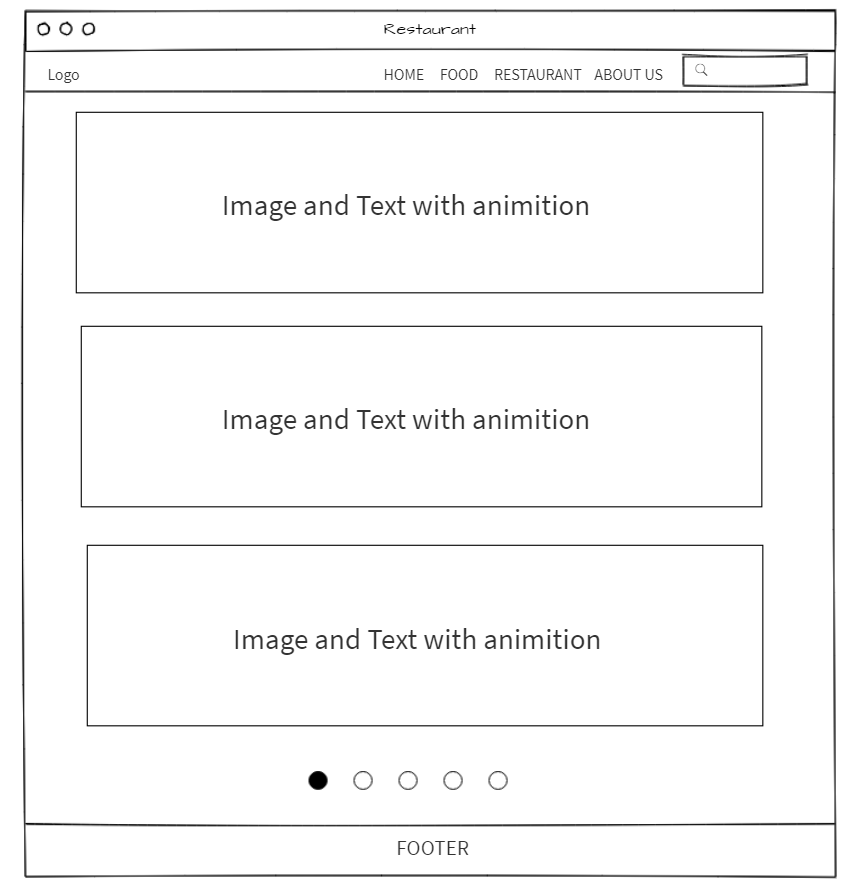 Restaurant
Logo HOME FOOD RESTAURANT ABOUT US
Image and Text with animition
Image and Text with animition
Image and Text with animition
FOOTER